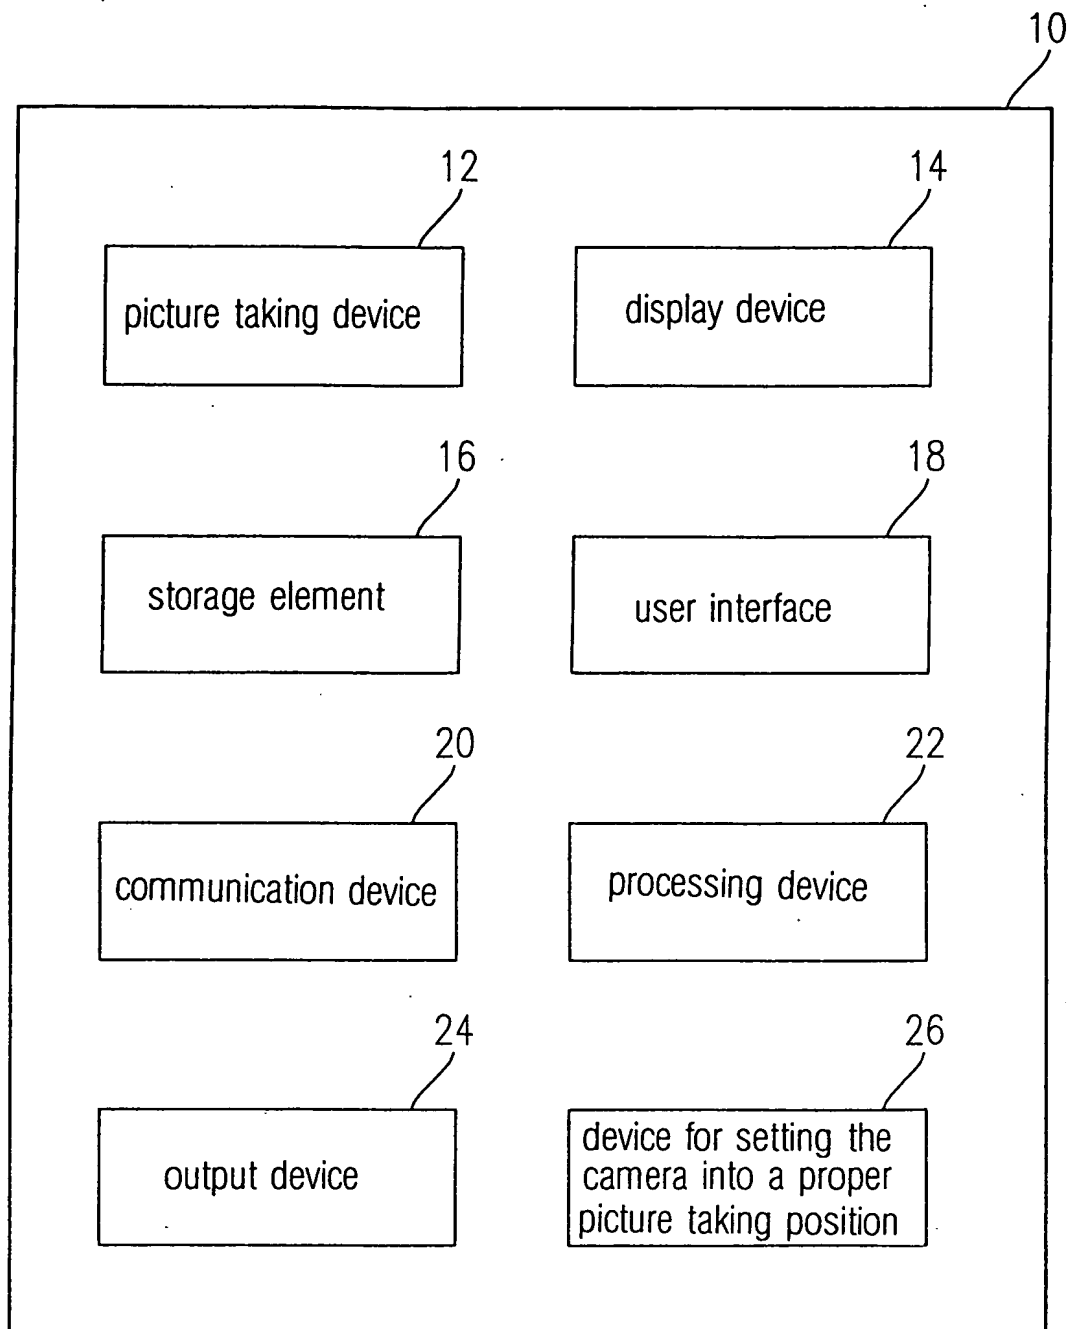 10
12
14
picture taking device
display device
16
18
storage element
user interface
20
22
communication device
processing device
24
26
output device
device for setting the
camera into a proper
picture taking position